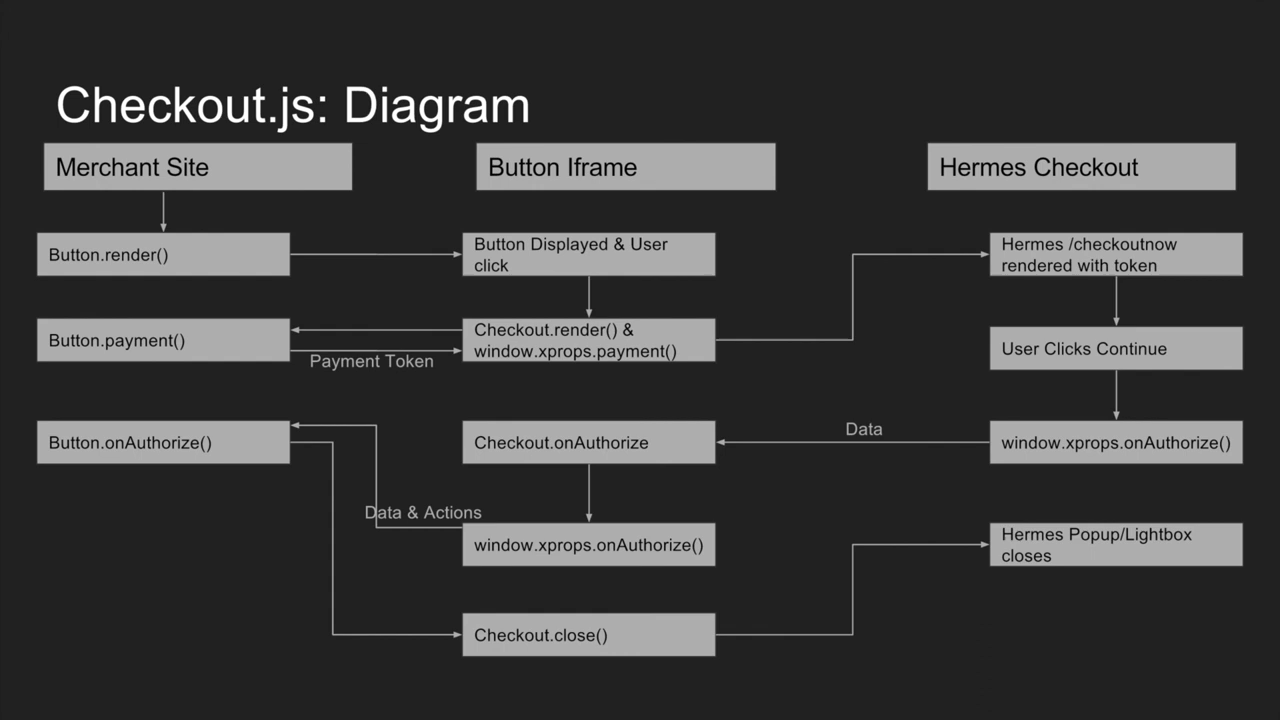 Checkout.js: Diagram
Merchant Site
Button Iframe
Hermes Checkout
Button.render()
Button Displayed & User
click
Hermes /checkoutnow
rendered with token
Button.payment()
Payment Token
Checkout.render() &
window.xprops.payment()
User Clicks Continue
Button.onAuthorize()
Checkout.onAuthorize
Data
window.xprops.onAuthorize()
Data & Actions
window.xprops.onAuthorize()
Hermes Popup/Lightbox
closes
Checkout.close()